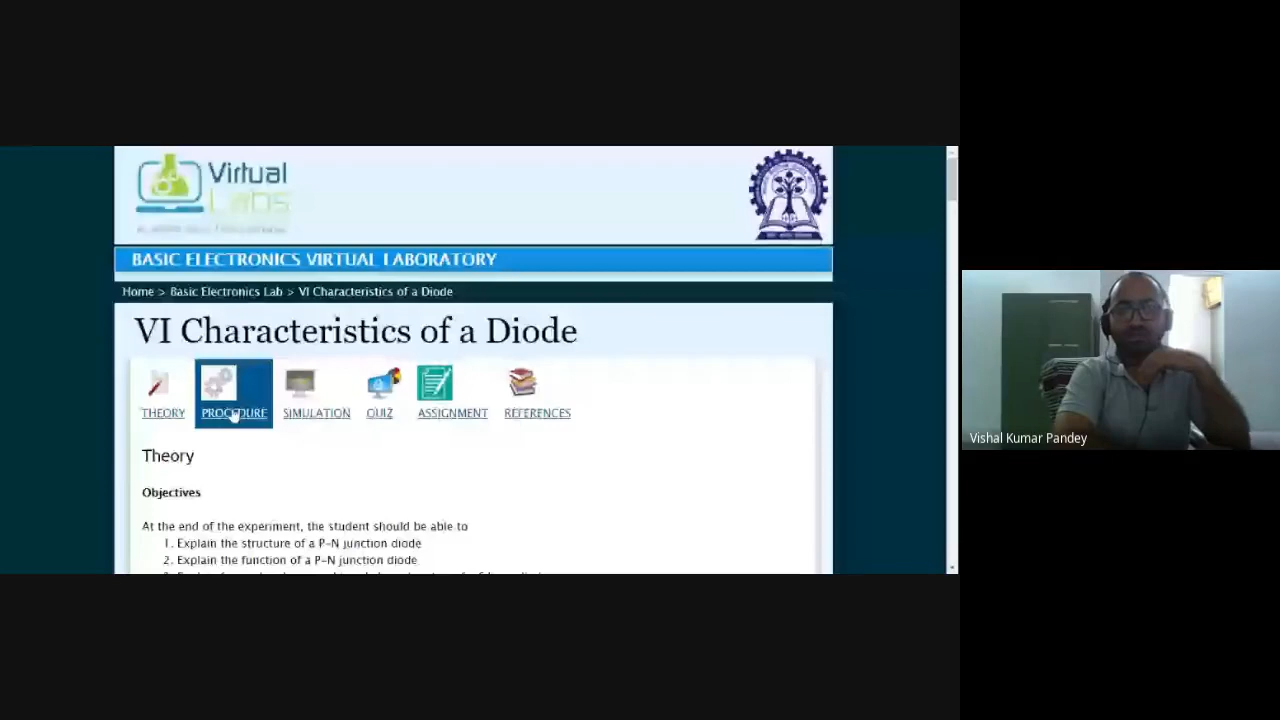 Virtual
Labs
BASIC ELECTRONICS VIRTUAL LABORATORY
Home > Basic Electronics Lab > VI Characteristics of a Diode
VI Characteristics of a Diode
THEORY
PROCEDURE
SIMULATION
QUIZ
ASSIGNMENT
REFERENCES
Theory
Objectives
At the end of the experiment, the student should be able to
1. Explain the structure of a P-N junction diode
2. Explain the function of a P-N junction diode
Vishal Kumar Pandey